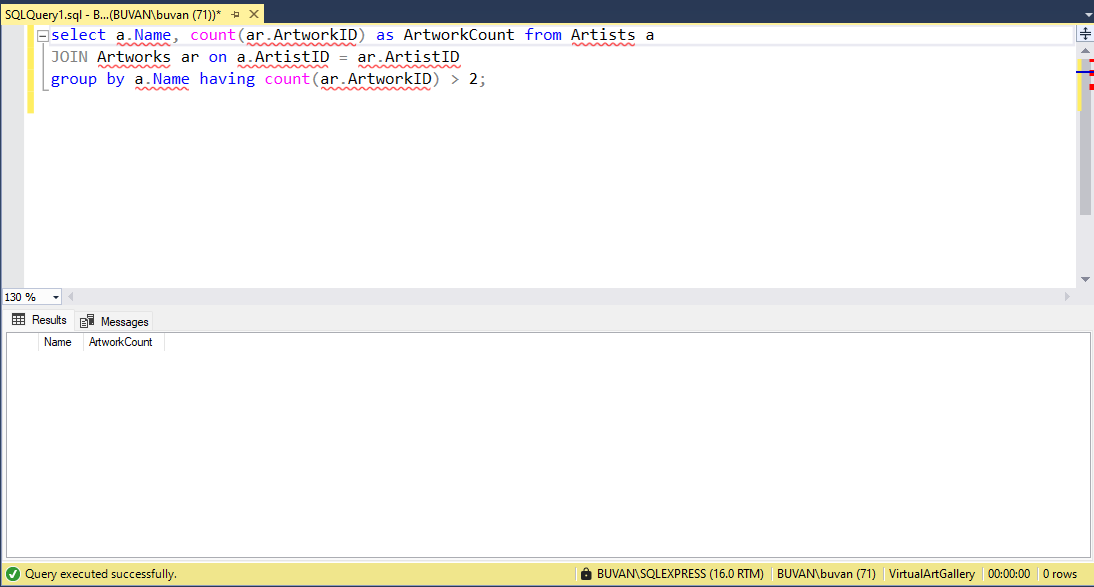 SQLQuery1.sql - B...(BUVAN\buvan (71))*
select a.Name, count(ar.ArtworkID) as ArtworkCount from Artists a
JOIN Artworks ar on a.ArtistID = ar.ArtistID
group by a.Name having count(ar.ArtworkID) > 2;
130 %
Results Messages
Name ArtworkCount
Query executed successfully. BUVAN\SQLEXPRESS (16.0 RTM) BUVAN\buvan (71) VirtualArtGallery 00:00:00 0 rows